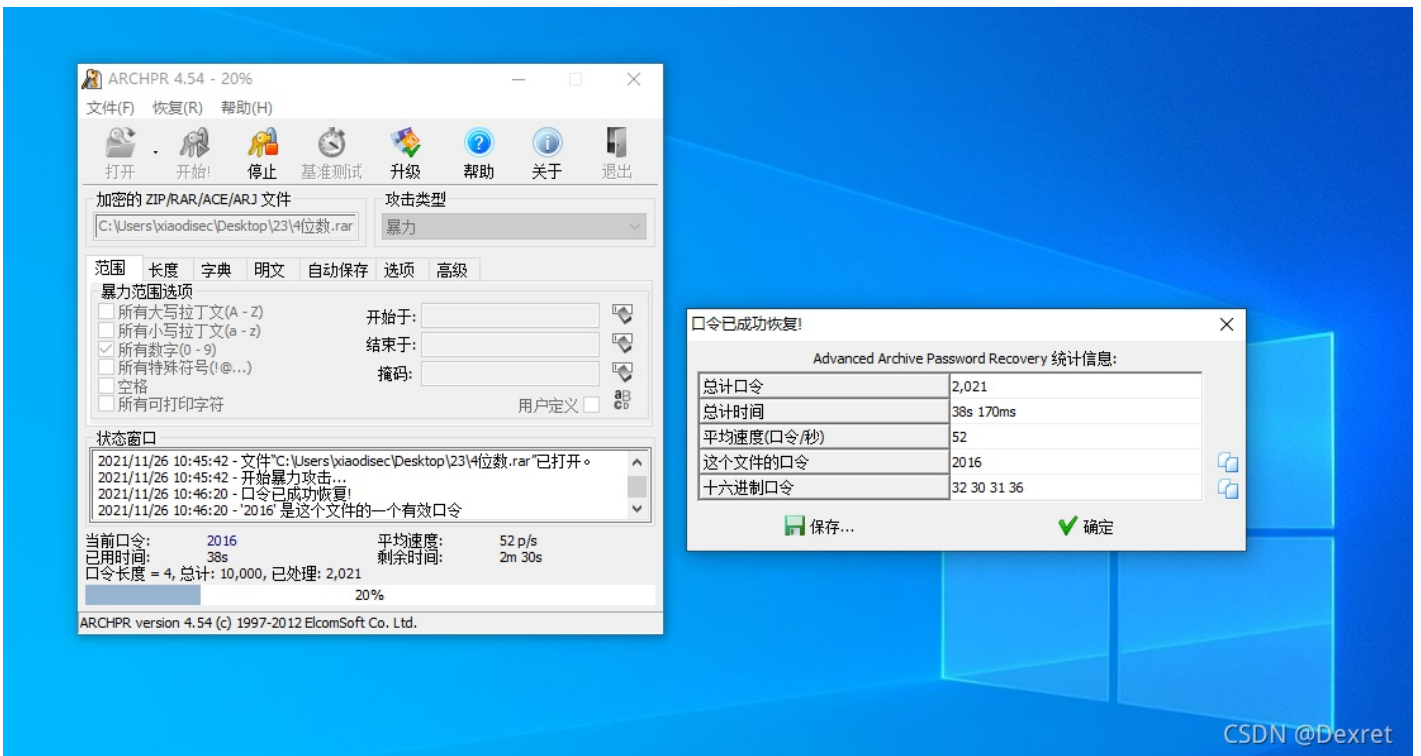 ARCHPR 4.54 - 20%
文件(F) 恢复(R) 帮助(H)
打开 开始! 停止 基准测试 升级 帮助 关于 退出
加密的 ZIP/RAR/ACE/ARJ 文件 攻击类型
C:\Users\xiaodisec\Desktop\23\4位数.rar 暴力
范围 长度 字典 明文 自动保存 选项 高级
暴力范围选项
所有大写拉丁文(A - Z)
所有小写拉丁文(a - z)
所有数字(0 - 9)
所有特殊符号(!@...)
空格
所有可打印字符
开始于:
结束于:
掩码:
用户定义
状态窗口
2021/11/26 10:45:42 - 文件"C:\Users\xiaodisec\Desktop\23\4位数.rar"已打开。
2021/11/26 10:45:42 - 开始暴力攻击...
2021/11/26 10:46:20 - 口令已成功恢复!
2021/11/26 10:46:20 - '2016' 是这个文件的一个有效口令
当前口令: 2016 平均速度: 52 p/s
已用时间: 38s 剩余时间: 2m 30s
口令长度 = 4, 总计: 10,000, 已处理: 2,021
20%
ARCHPR version 4.54 (c) 1997-2012 ElcomSoft Co. Ltd.
口令已成功恢复!
Advanced Archive Password Recovery 统计信息:
总计口令 2,021
总计时间 38s 170ms
平均速度(口令/秒) 52
这个文件的口令 2016
十六进制口令 32 30 31 36
保存... 确定
CSDN @Dexret